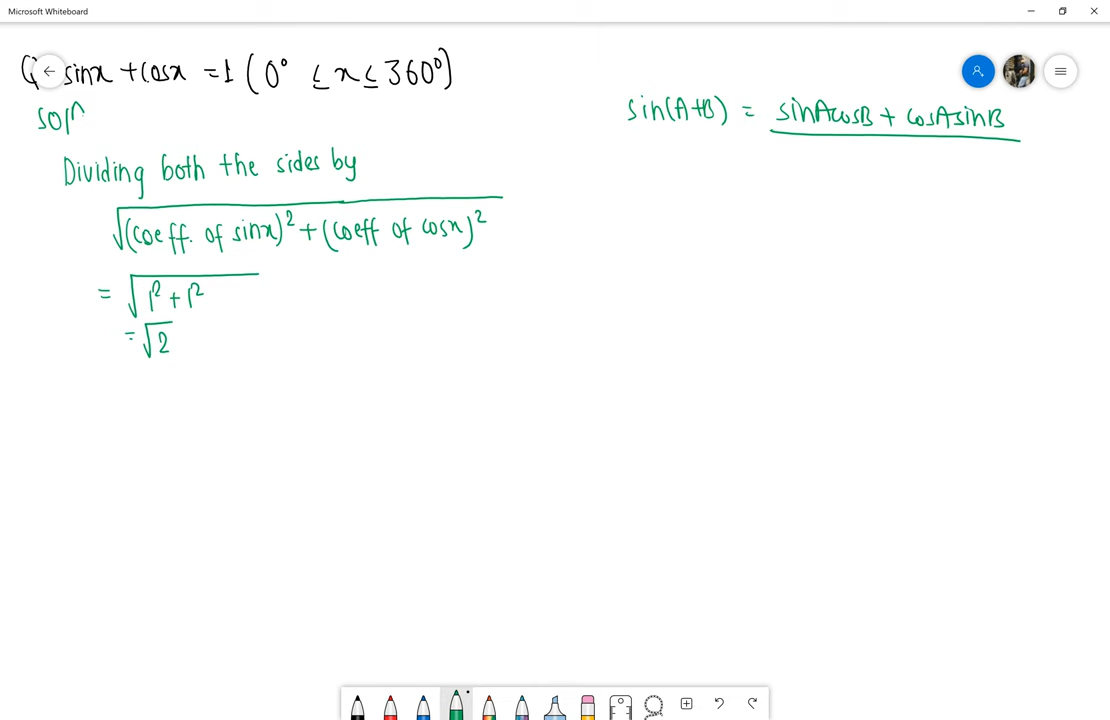 Microsoft Whiteboard
sinx + cosx = 1 (0° ≤ x ≤ 360°)
solⁿ
sin(A+B) = sinAcosB + cosAsinB
Dividing both the sides by
√(coeff. of sinx)² + (coeff of cosx)²
= √1² + 1²
= √2